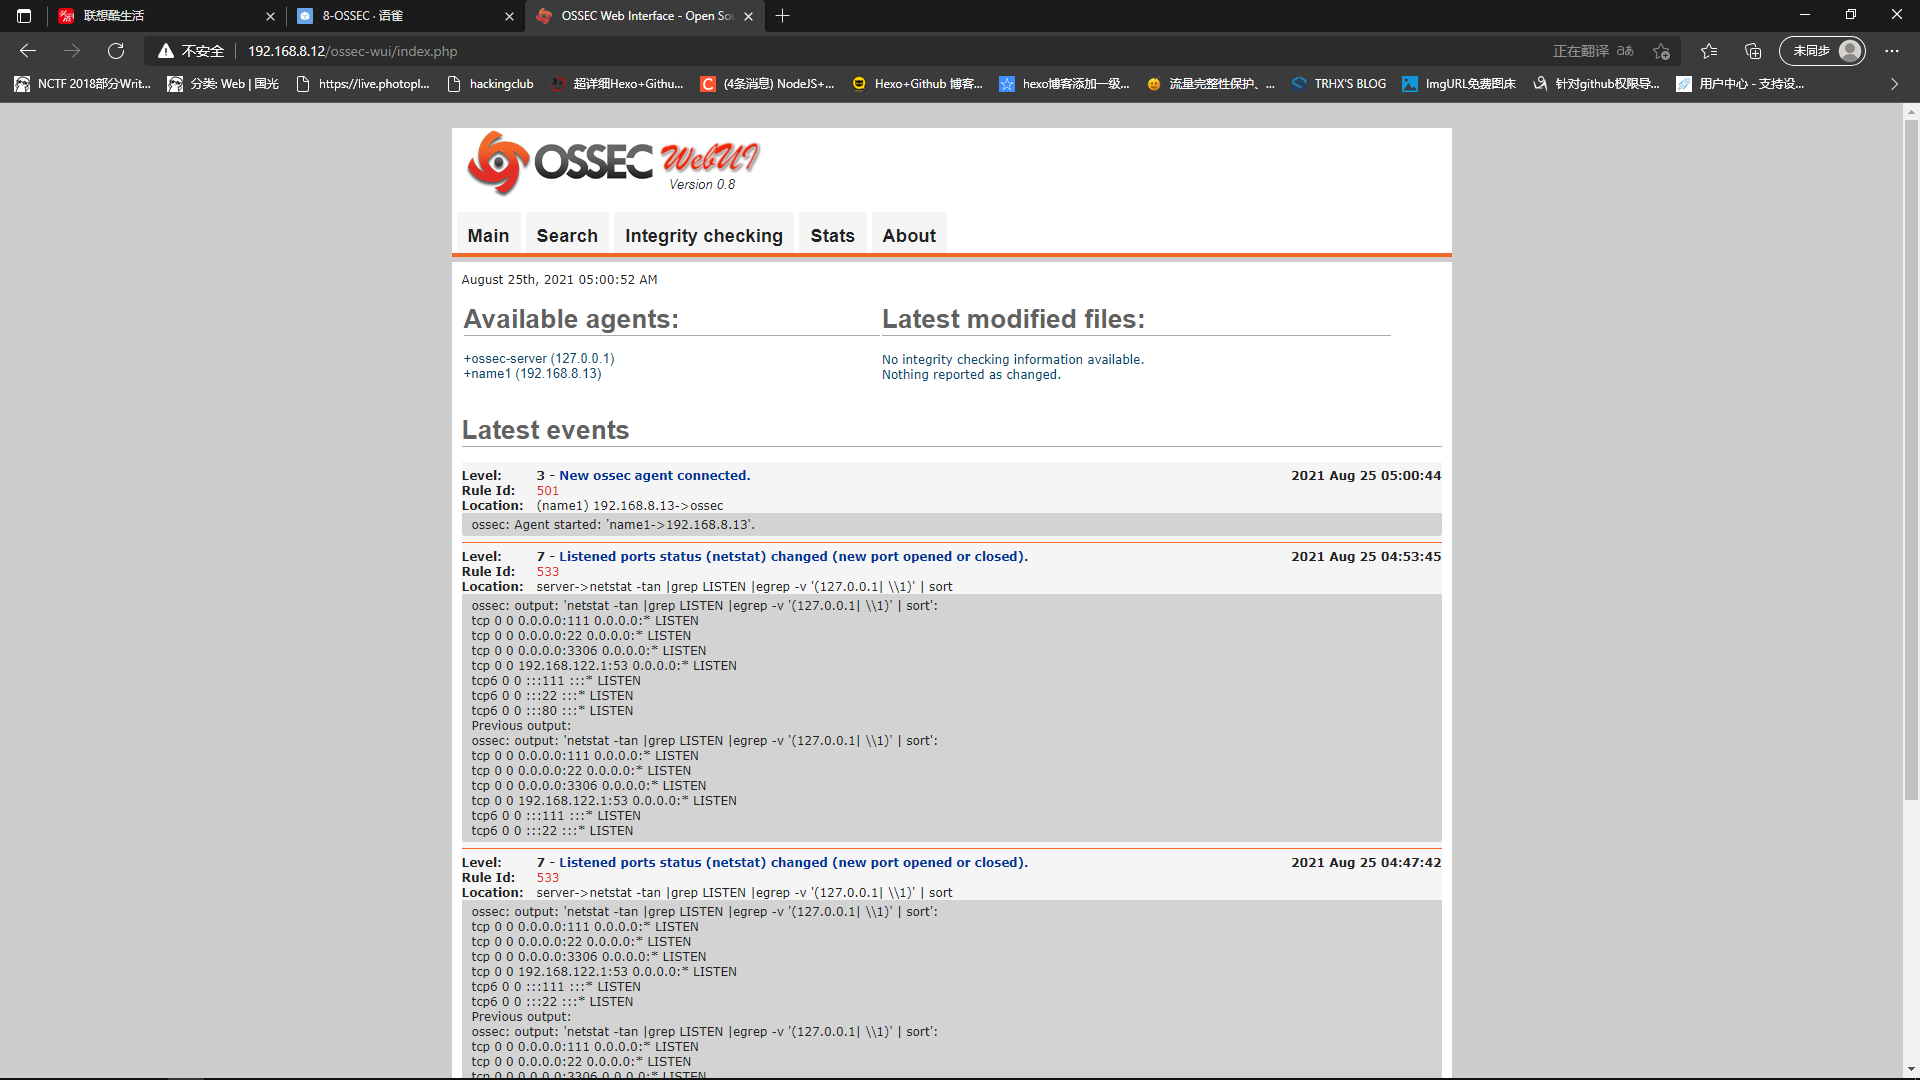 联想酷生活
8-OSSEC · 语雀
OSSEC Web Interface - Open Sou
不安全
192.168.8.12/ossec-wui/index.php
正在翻译
未同步
NCTF 2018部分Writ...
分类: Web | 国光
https://live.photopl...
hackingclub
超详细Hexo+Githu...
(4条消息) NodeJS+...
Hexo+Github 博客...
hexo博客添加一级...
流量完整性保护、...
TRHX'S BLOG
ImgURL免费图床
针对github权限导...
用户中心 - 支持设...
OSSEC WebUI
Version 0.8
Main
Search
Integrity checking
Stats
About
August 25th, 2021 05:00:52 AM
Available agents:
+ossec-server (127.0.0.1)
+name1 (192.168.8.13)
Latest modified files:
No integrity checking information available.
Nothing reported as changed.
Latest events
Level: 3 - New ossec agent connected. 2021 Aug 25 05:00:44
Rule Id: 501
Location: (name1) 192.168.8.13->ossec
ossec: Agent started: 'name1->192.168.8.13'.
Level: 7 - Listened ports status (netstat) changed (new port opened or closed). 2021 Aug 25 04:53:45
Rule Id: 533
Location: server->netstat -tan |grep LISTEN |egrep -v '(127.0.0.1| \\1)' | sort
ossec: output: 'netstat -tan |grep LISTEN |egrep -v '(127.0.0.1| \\1)' | sort':
tcp 0 0 0.0.0.0:111 0.0.0.0:* LISTEN
tcp 0 0 0.0.0.0:22 0.0.0.0:* LISTEN
tcp 0 0 0.0.0.0:3306 0.0.0.0:* LISTEN
tcp 0 0 192.168.122.1:53 0.0.0.0:* LISTEN
tcp6 0 0 :::111 :::* LISTEN
tcp6 0 0 :::22 :::* LISTEN
tcp6 0 0 :::80 :::* LISTEN
Previous output:
ossec: output: 'netstat -tan |grep LISTEN |egrep -v '(127.0.0.1| \\1)' | sort':
tcp 0 0 0.0.0.0:111 0.0.0.0:* LISTEN
tcp 0 0 0.0.0.0:22 0.0.0.0:* LISTEN
tcp 0 0 0.0.0.0:3306 0.0.0.0:* LISTEN
tcp 0 0 192.168.122.1:53 0.0.0.0:* LISTEN
tcp6 0 0 :::111 :::* LISTEN
tcp6 0 0 :::22 :::* LISTEN
Level: 7 - Listened ports status (netstat) changed (new port opened or closed). 2021 Aug 25 04:47:42
Rule Id: 533
Location: server->netstat -tan |grep LISTEN |egrep -v '(127.0.0.1| \\1)' | sort
ossec: output: 'netstat -tan |grep LISTEN |egrep -v '(127.0.0.1| \\1)' | sort':
tcp 0 0 0.0.0.0:111 0.0.0.0:* LISTEN
tcp 0 0 0.0.0.0:22 0.0.0.0:* LISTEN
tcp 0 0 0.0.0.0:3306 0.0.0.0:* LISTEN
tcp 0 0 192.168.122.1:53 0.0.0.0:* LISTEN
tcp6 0 0 :::111 :::* LISTEN
tcp6 0 0 :::22 :::* LISTEN
Previous output:
ossec: output: 'netstat -tan |grep LISTEN |egrep -v '(127.0.0.1| \\1)' | sort':
tcp 0 0 0.0.0.0:111 0.0.0.0:* LISTEN
tcp 0 0 0.0.0.0:22 0.0.0.0:* LISTEN
tcp 0 0 0.0.0.0:3306 0.0.0.0:* LISTEN